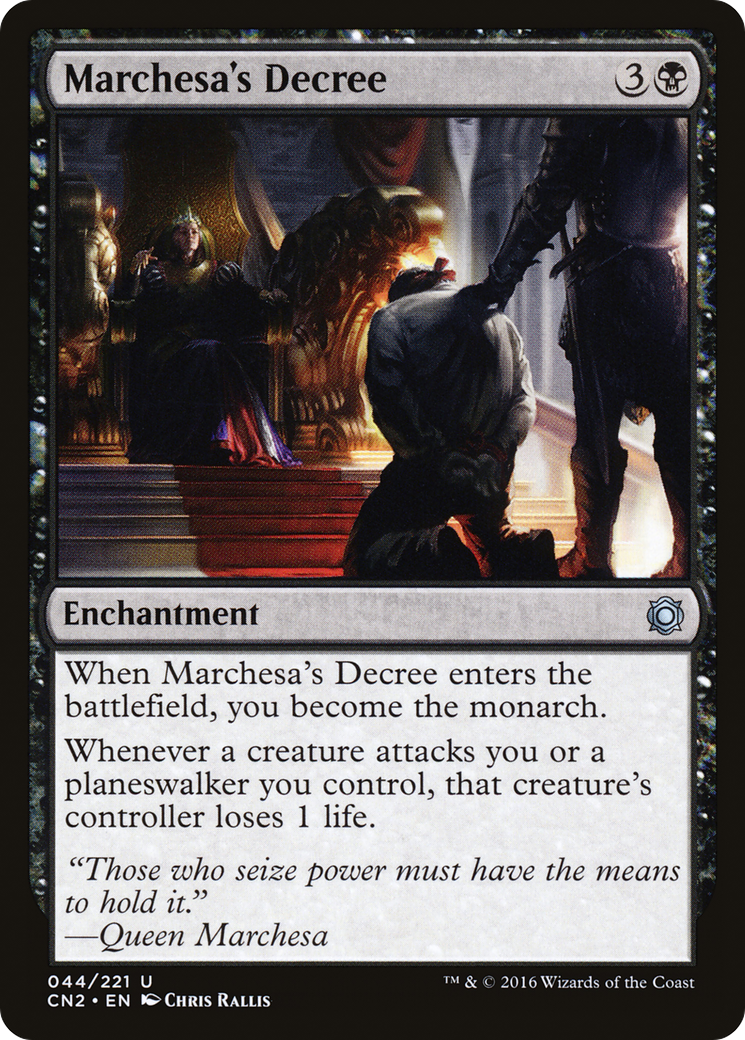 Marchesa's Decree 3
Enchantment
When Marchesa's Decree enters the
battlefield, you become the monarch.
Whenever a creature attacks you or a
planeswalker you control, that creature's
controller loses 1 life.
“Those who seize power must have the means
to hold it.”
—Queen Marchesa
044/221 U
™ & © 2016 Wizards of the Coast
CN2 • EN Chris Rallis